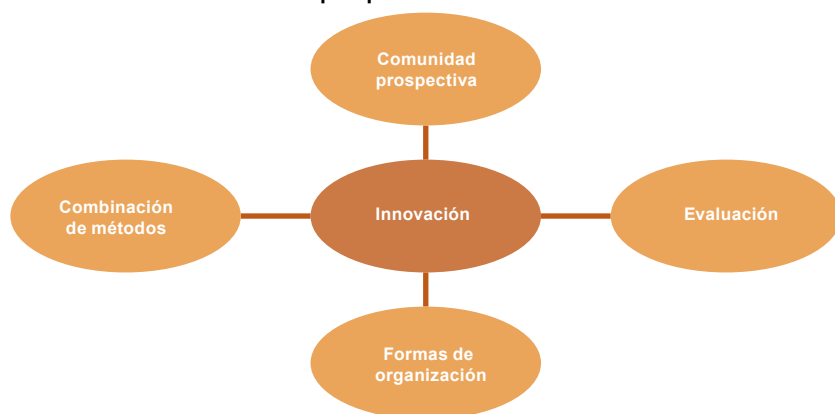 Comunidad
prospectiva
Combinación
de métodos
Innovación
Evaluación
Formas de
organización